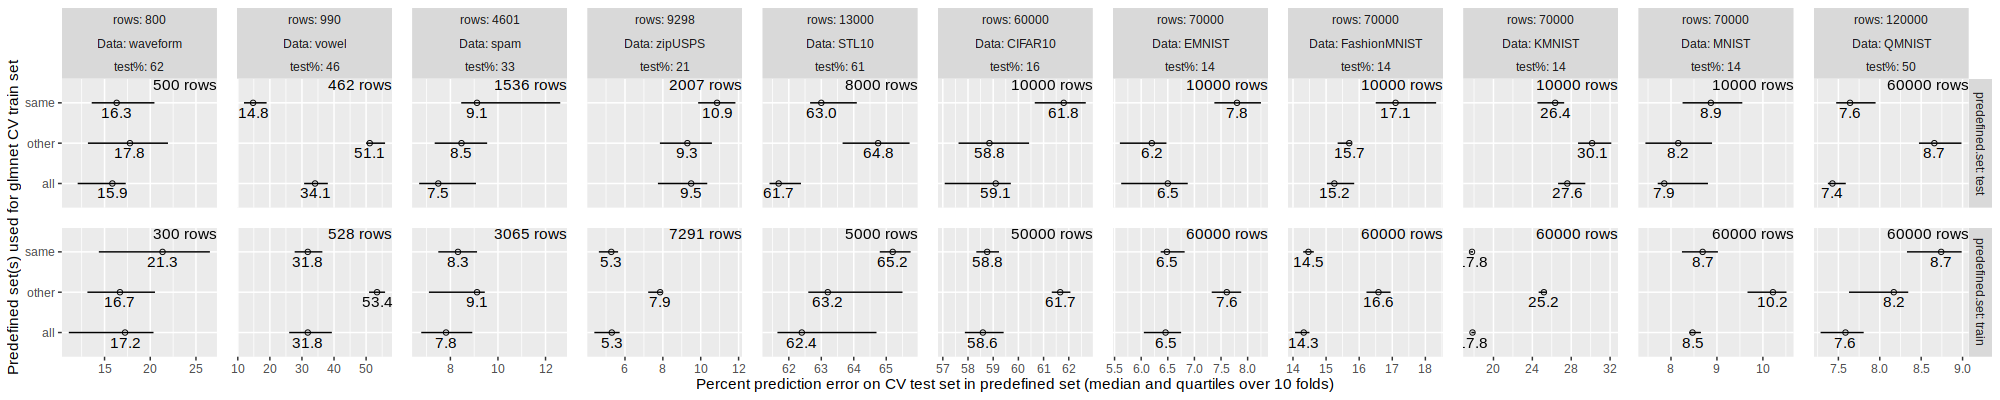 rows: 800 rows: 990 rows: 4601 rows: 9298 rows: 13000 rows: 60000 rows: 70000 rows: 70000 rows: 70000 rows: 70000 rows: 120000
Data: waveform Data: vowel Data: spam Data: zipUSPS Data: STL10 Data: CIFAR10 Data: EMNIST Data: FashionMNIST Data: KMNIST Data: MNIST Data: QMNIST
test%: 62 test%: 46 test%: 33 test%: 21 test%: 61 test%: 16 test%: 14 test%: 14 test%: 14 test%: 14 test%: 50
Predefined set(s) used for glmnet CV train set
500 rows 462 rows 1536 rows 2007 rows 8000 rows 10000 rows 10000 rows 10000 rows 10000 rows 10000 rows 60000 rows
same
16.3 14.8 9.1 10.9 63.0 61.8 7.8 17.1 26.4 8.9 7.6
other
17.8 51.1 8.5 9.3 64.8 58.8 6.2 15.7 30.1 8.2 8.7
all
15.9 34.1 7.5 9.5 61.7 59.1 6.5 15.2 27.6 7.9 7.4
predefined.set: test
300 rows 528 rows 3065 rows 7291 rows 5000 rows 50000 rows 60000 rows 60000 rows 60000 rows 60000 rows 60000 rows
same
21.3 31.8 8.3 5.3 65.2 58.8 6.5 14.5 17.8 8.7 8.7
other
16.7 53.4 9.1 7.9 63.2 61.7 7.6 16.6 25.2 10.2 8.2
all
17.2 31.8 7.8 5.3 62.4 58.6 6.5 14.3 17.8 8.5 7.6
predefined.set: train
15 20 25 10 20 30 40 50 8 10 12 6 8 10 12 62 63 64 65 57 58 59 60 61 62 5.5 6.0 6.5 7.0 7.5 8.0 14 15 16 17 18 20 24 28 32 8 9 10 7.5 8.0 8.5 9.0
Percent prediction error on CV test set in predefined set (median and quartiles over 10 folds)